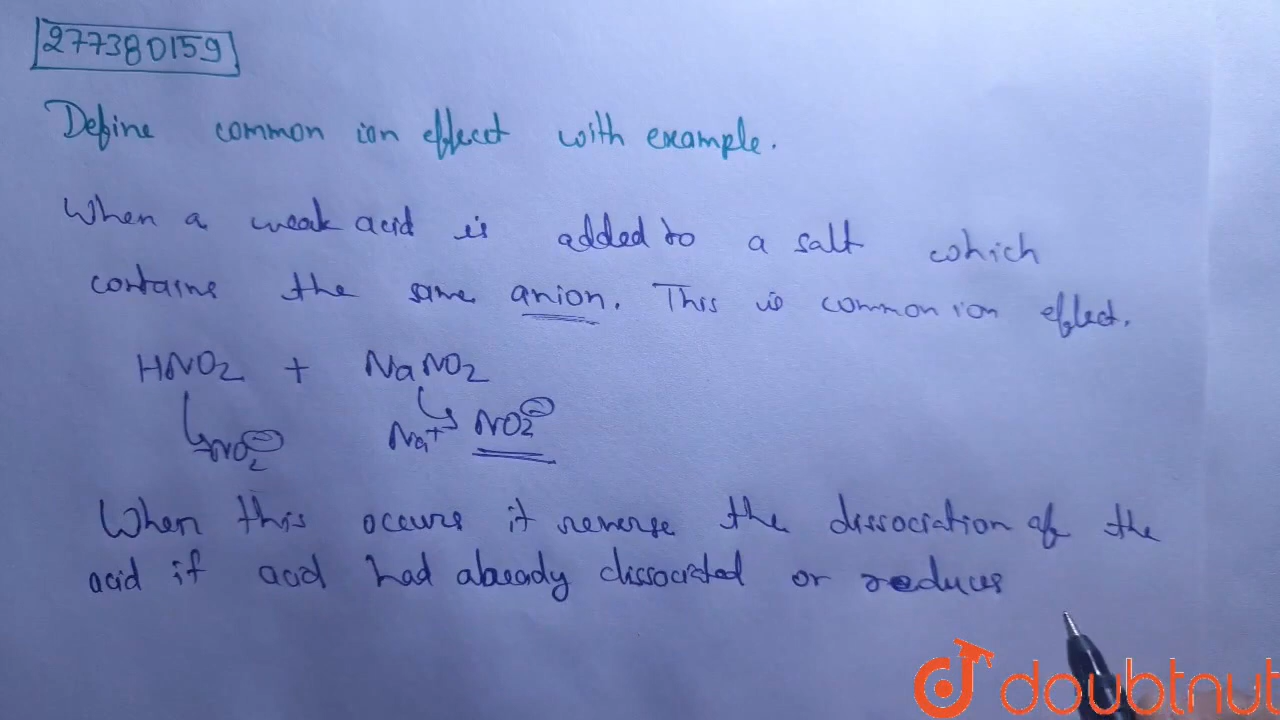 277380159
Define common ion effect with example.
When a weak acid is added to a salt which
contains the same anion. This is common ion effect.
HNO2 + NaNO2
NO2⊖ Na+ NO2⊖
When this occurs it reverse the dissociation of the
acid if acid had already dissociated or reduces
doubtnut